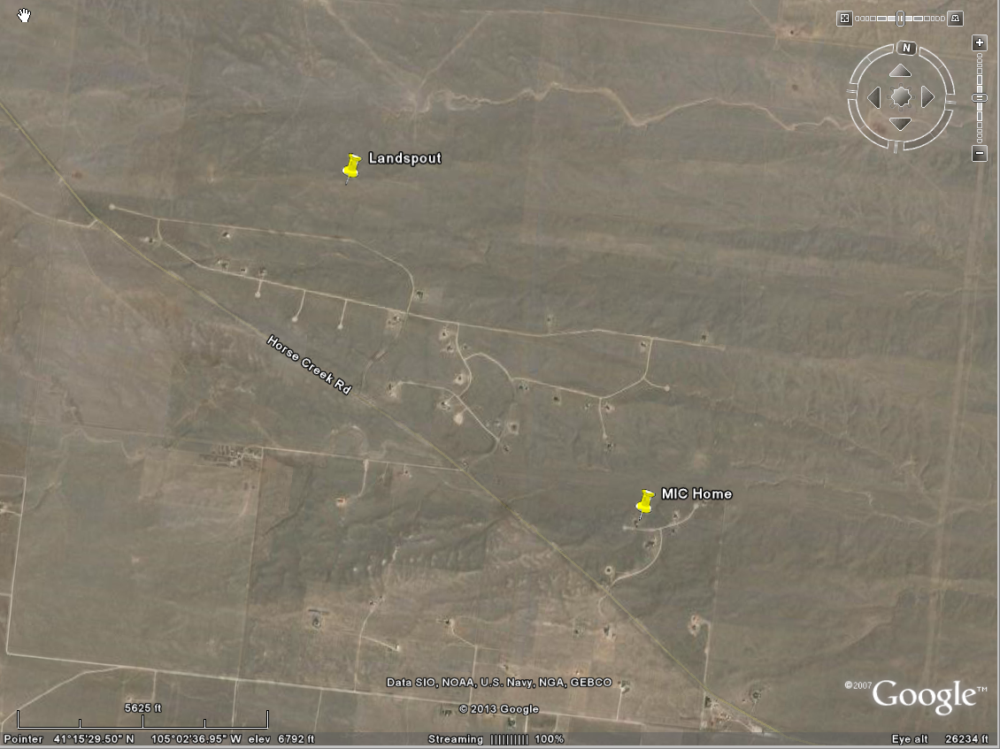 N
Landspout
Horse Creek Rd
MIC Home
Data SIO, NOAA, U.S. Navy, NGA, GEBCO
©2007 Google™
© 2013 Google
5625 ft
Pointer 41°15'29.50" N 105°02'36.95" W elev 6792 ft Streaming |||||||||| 100% Eye alt 26234 ft